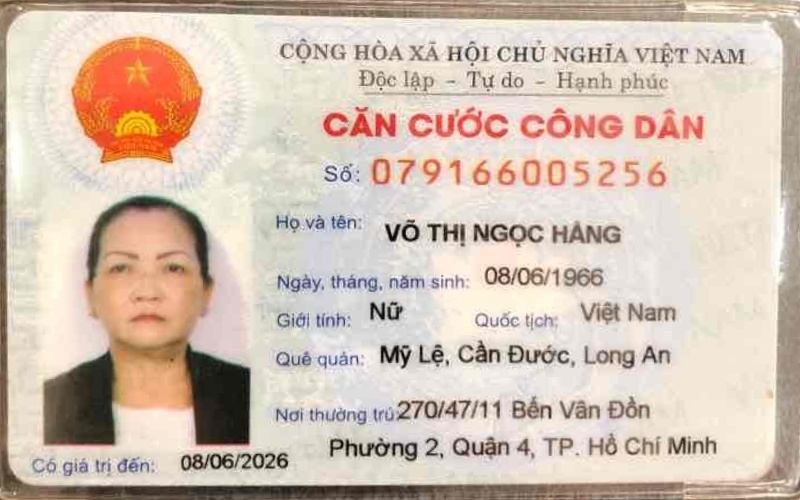 CỘNG HÒA XÃ HỘI CHỦ NGHĨA VIỆT NAM
Độc lập - Tự do - Hạnh phúc
CĂN CƯỚC CÔNG DÂN
Số: 079166005256
Họ và tên: VÕ THỊ NGỌC HÂNG
Ngày, tháng, năm sinh: 08/06/1966
Giới tính: Nữ Quốc tịch: Việt Nam
Quê quán: Mỹ Lệ, Cần Đước, Long An
Nơi thường trú: 270/47/11 Bến Vân Đồn
Phường 2, Quận 4, TP. Hồ Chí Minh
Có giá trị đến: 08/06/2026